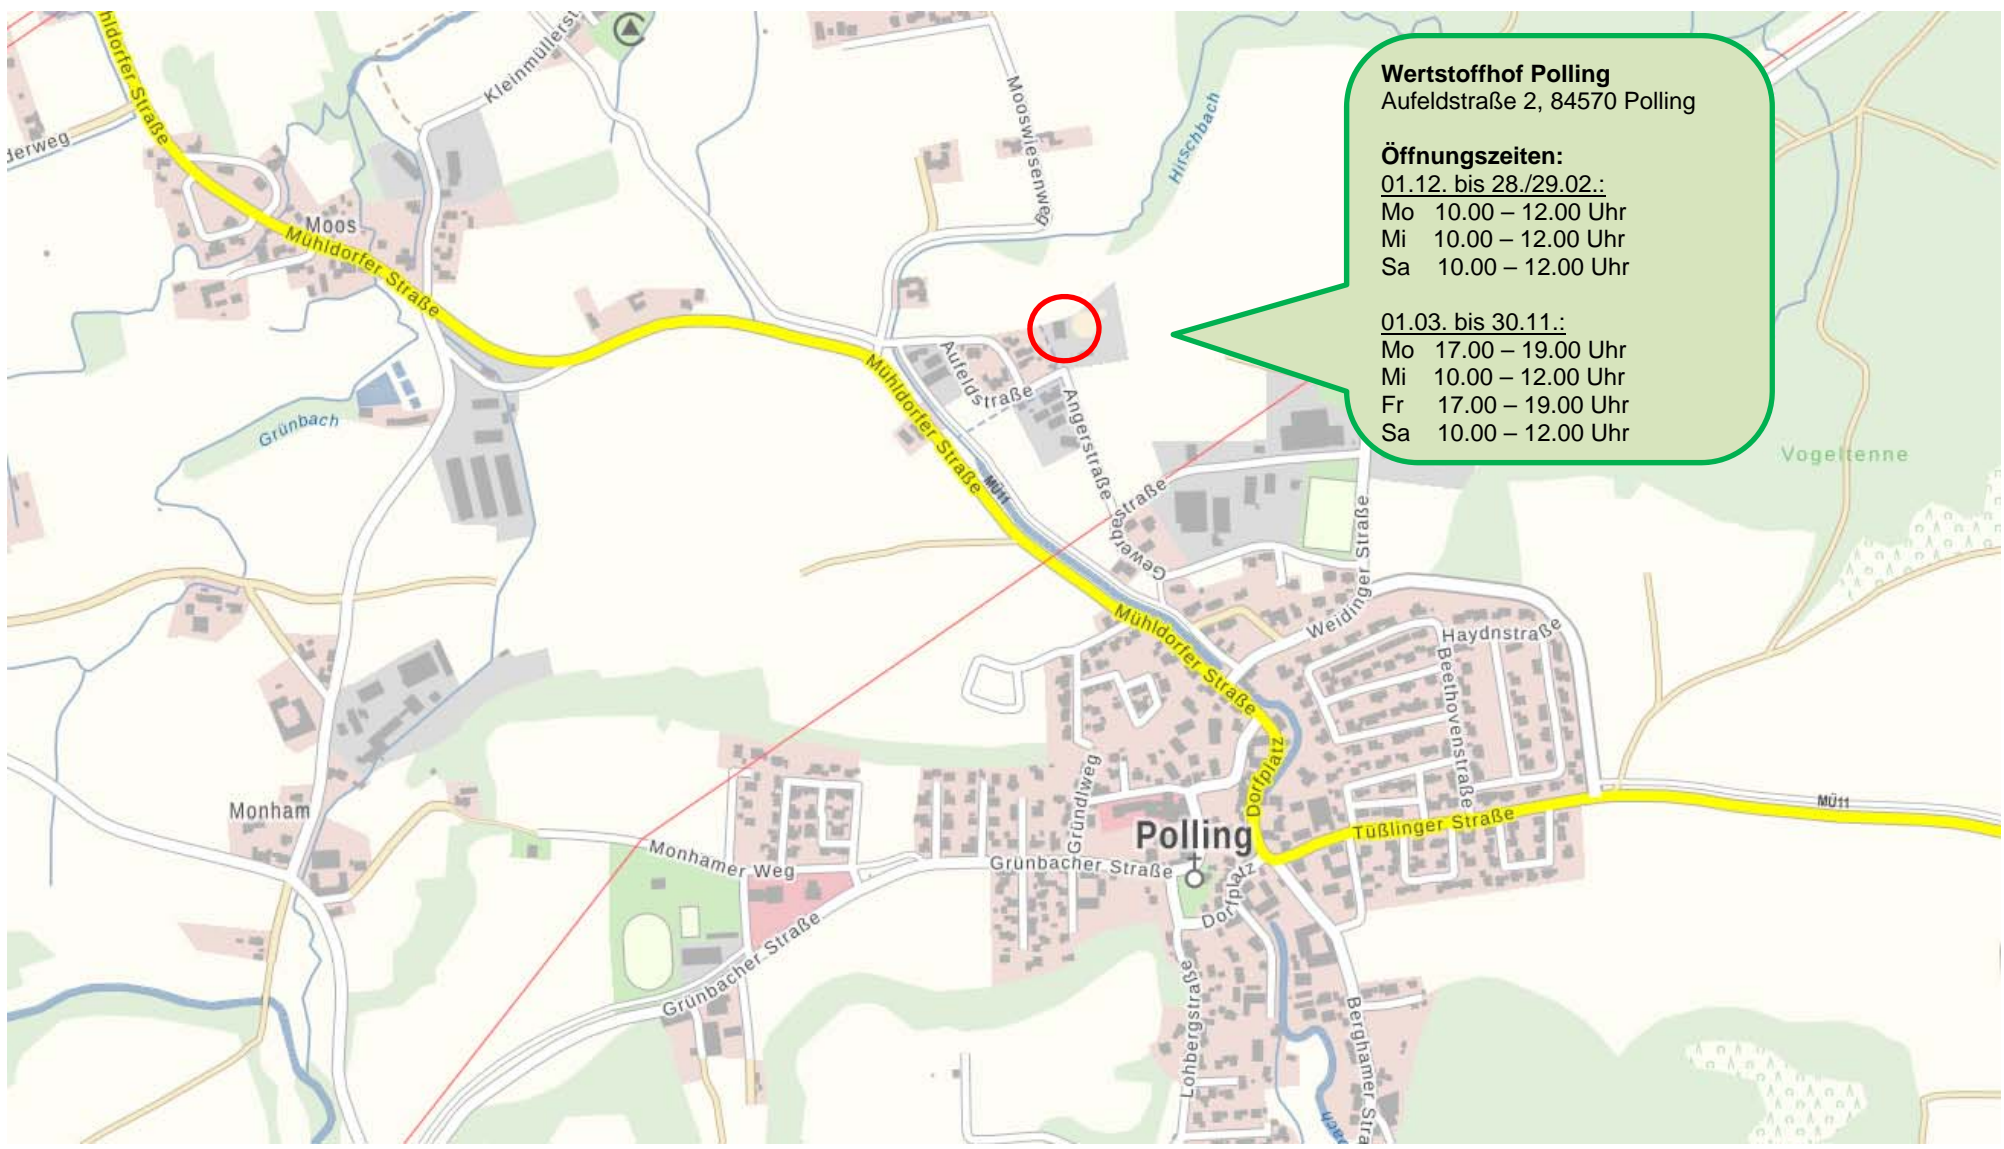 Wertstoffhof Polling
Aufeldstraße 2, 84570 Polling
Öffnungszeiten:
01.12. bis 28./29.02.:
Mo 10.00 – 12.00 Uhr
Mi 10.00 – 12.00 Uhr
Sa 10.00 – 12.00 Uhr
01.03. bis 30.11.:
Mo 17.00 – 19.00 Uhr
Mi 10.00 – 12.00 Uhr
Fr 17.00 – 19.00 Uhr
Sa 10.00 – 12.00 Uhr
hldorfer Straße
Kleinmüllerst
Mooswiesenweg
Hirschbach
derweg
Moos
Mühldorfer Straße
Aufeldstraße
Mühldorfer Straße
Angerstraße
Grünbach
MÜ11
Gewerbestraße
Weidinger Straße
Vogeltenne
Mühldorfer Straße
Haydnstraße
Beethovenstraße
Dorfplatz
Gründlweg
Monham
MÜ11
Tüßlinger Straße
Polling
Monhamer Weg
Grünbacher Straße
Dorfplatz
Grünbacher Straße
Lohbergstraße
Berghamer Stra
bach